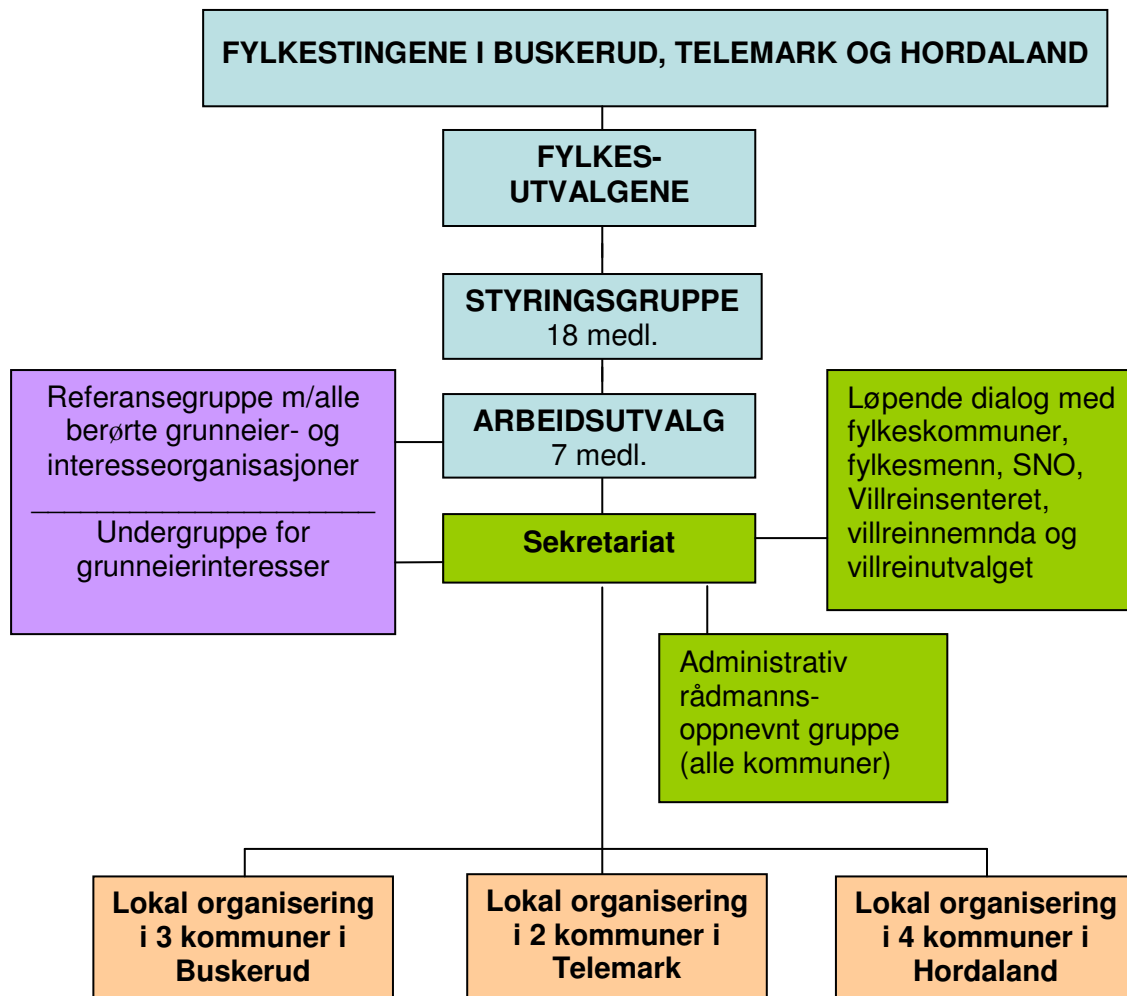 FYLKESTINGENE I BUSKERUD, TELEMARK OG HORDALAND
FYLKES-
UTVALGENE
STYRINGSGRUPPE
18 medl.
Referansegruppe m/alle
berørte grunneier- og
interesseorganisasjoner
Undergruppe for
grunneierinteresser
ARBEIDSUTVALG
7 medl.
Sekretariat
Løpende dialog med
fylkeskommuner,
fylkesmenn, SNO,
Villreinsenteret,
villreinnemnda og
villreinutvalget
Administrativ
rådmanns-
oppnevnt gruppe
(alle kommuner)
Lokal organisering
i 3 kommuner i
Buskerud
Lokal organisering
i 2 kommuner i
Telemark
Lokal organisering
i 4 kommuner i
Hordaland